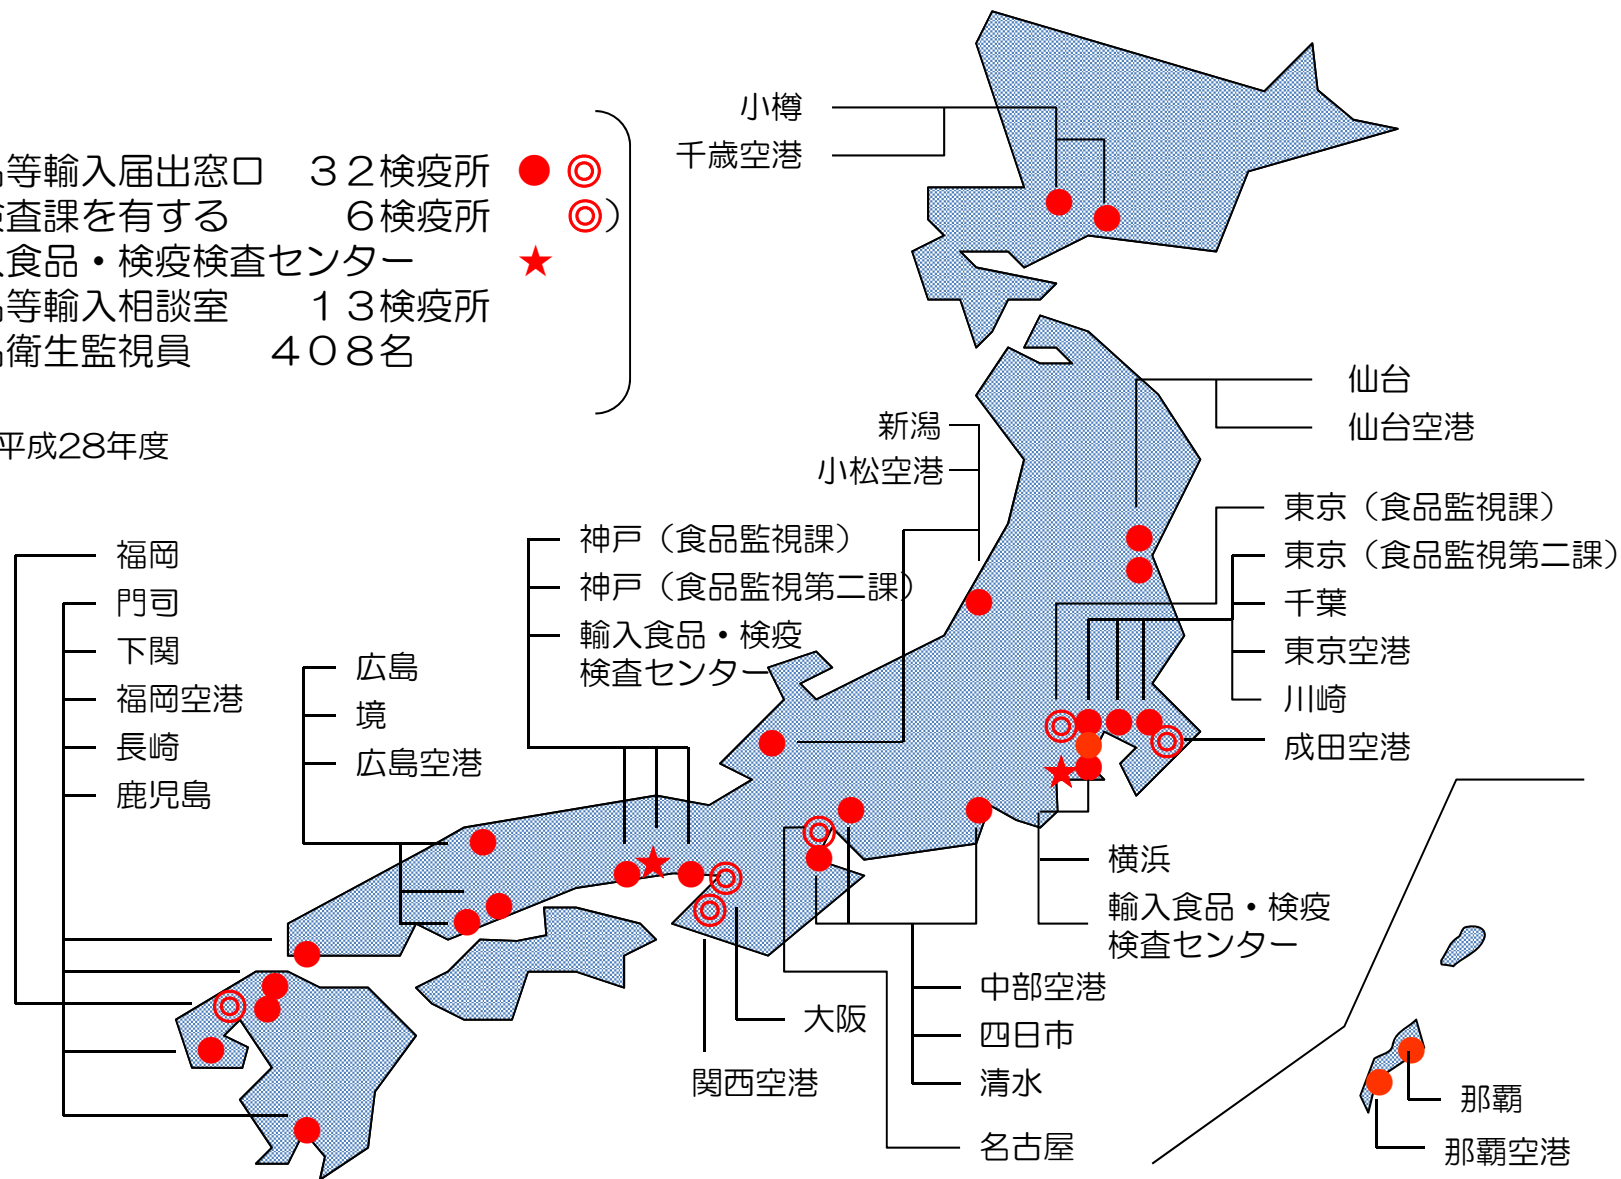 品等輸入届出窓口　３２検疫所 ● ◎
検査課を有する　　　６検疫所　◎）
入食品・検疫検査センター ★
品等輸入相談室　　１３検疫所
品衛生監視員　　４０８名
平成28年度
小樽
千歳空港
仙台
仙台空港
新潟
小松空港
東京（食品監視課）
東京（食品監視第二課）
千葉
東京空港
川崎
成田空港
神戸（食品監視課）
神戸（食品監視第二課）
輸入食品・検疫
検査センター
福岡
門司
下関
福岡空港
長崎
鹿児島
広島
境
広島空港
横浜
輸入食品・検疫
検査センター
中部空港
四日市
清水
名古屋
大阪
関西空港
那覇
那覇空港